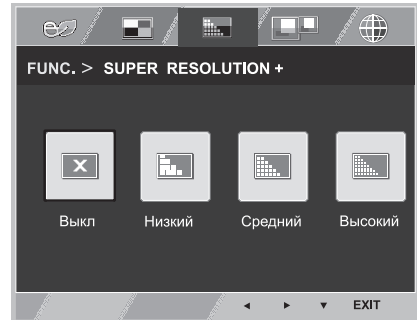 FUNC. > SUPER RESOLUTION +
Выкл Низкий Средний Высокий
EXIT